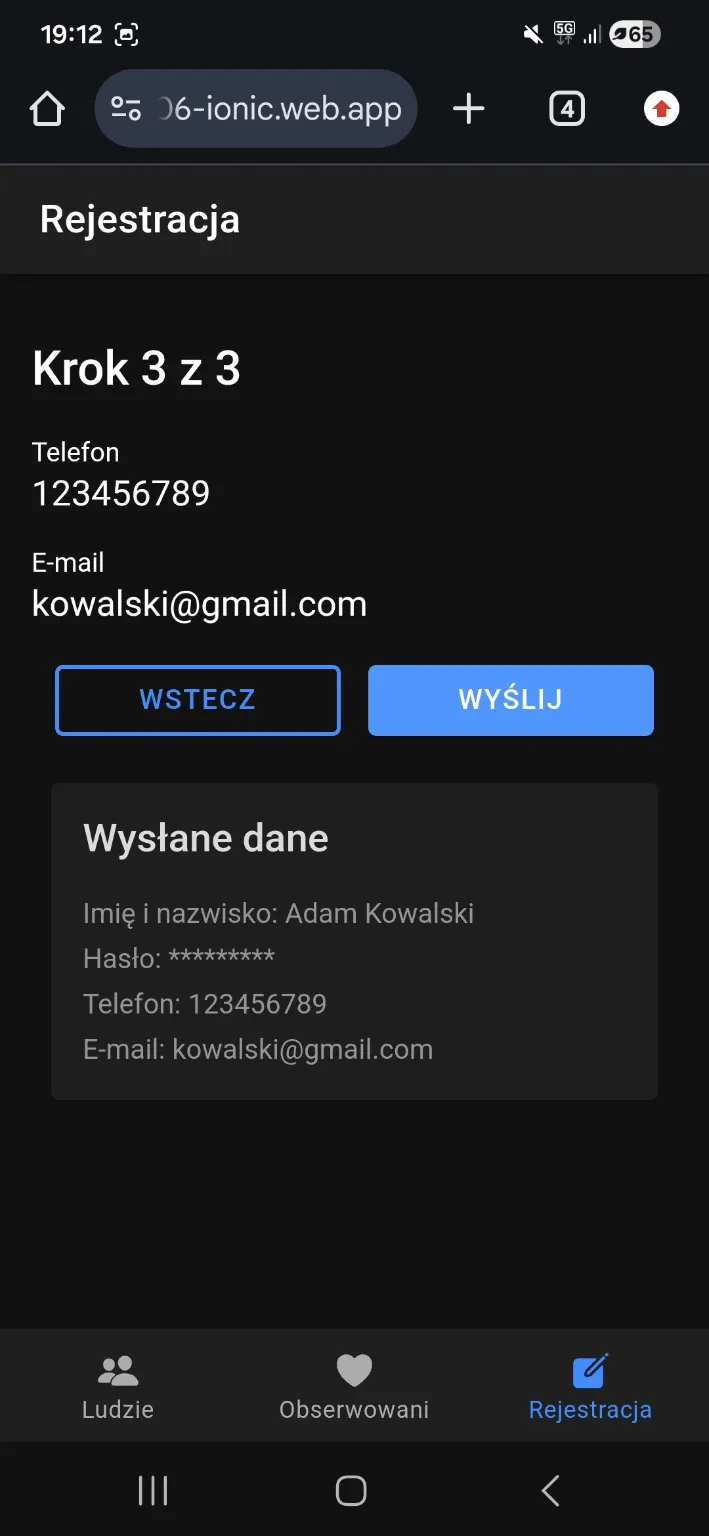 19:12 5G 65
06-ionic.web.app 4
Rejestracja
Krok 3 z 3
Telefon
123456789
E-mail
kowalski@gmail.com
WSTECZ WYŚLIJ
Wysłane dane
Imię i nazwisko: Adam Kowalski
Hasło: *********
Telefon: 123456789
E-mail: kowalski@gmail.com
Ludzie Obserwowani Rejestracja